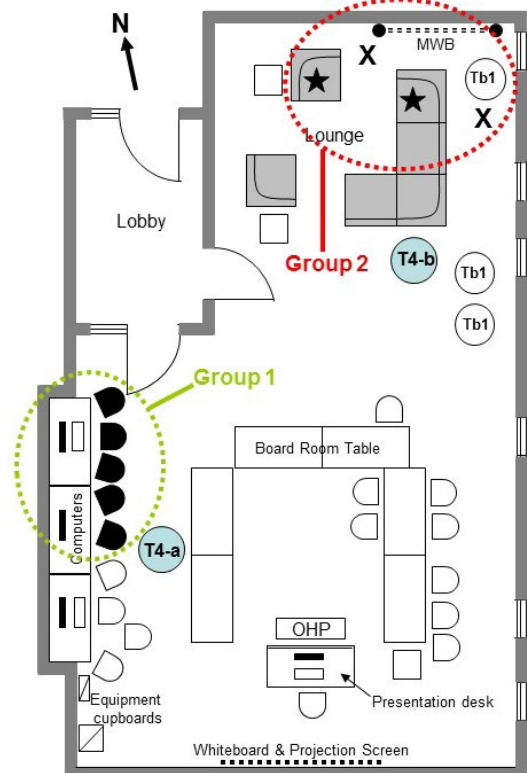 N
MWB
X
Tb1
X
Lounge
Lobby
Group 2
T4-b
Tb1
Tb1
Group 1
Board Room Table
Computers
T4-a
OHP
Equipment
cupboards
Presentation desk
Whiteboard & Projection Screen